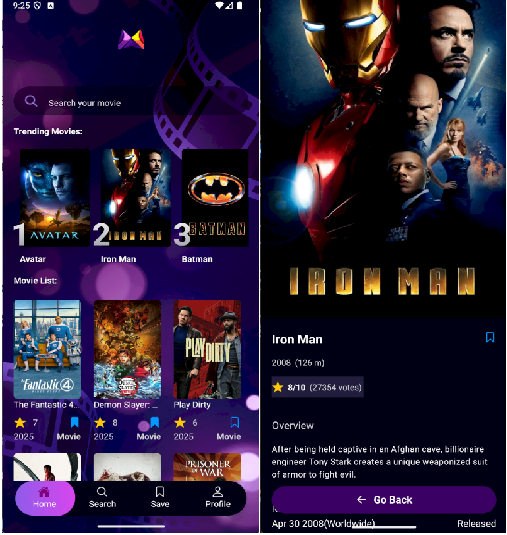 9:25
Search your movie
Trending Movies:
AVATAR
IRON MAN
BATMAN
1
2
3
Avatar
Iron Man
Batman
Movie List:
Fantastic 4
PLAY DIRTY
The Fantastic 4...
Demon Slayer: ...
Play Dirty
7
8
6
2025 Movie
2025 Movie
2025 Movie
PRISONER
OF WAR
Home
Search
Save
Profile
IRON MAN
Iron Man
2008 (126 m)
8/10 (27354 votes)
Overview
After being held captive in an Afghan cave, billionaire
engineer Tony Stark creates a unique weaponized suit
of armor to fight evil.
Go Back
Apr 30 2008(Worldwide)
Released